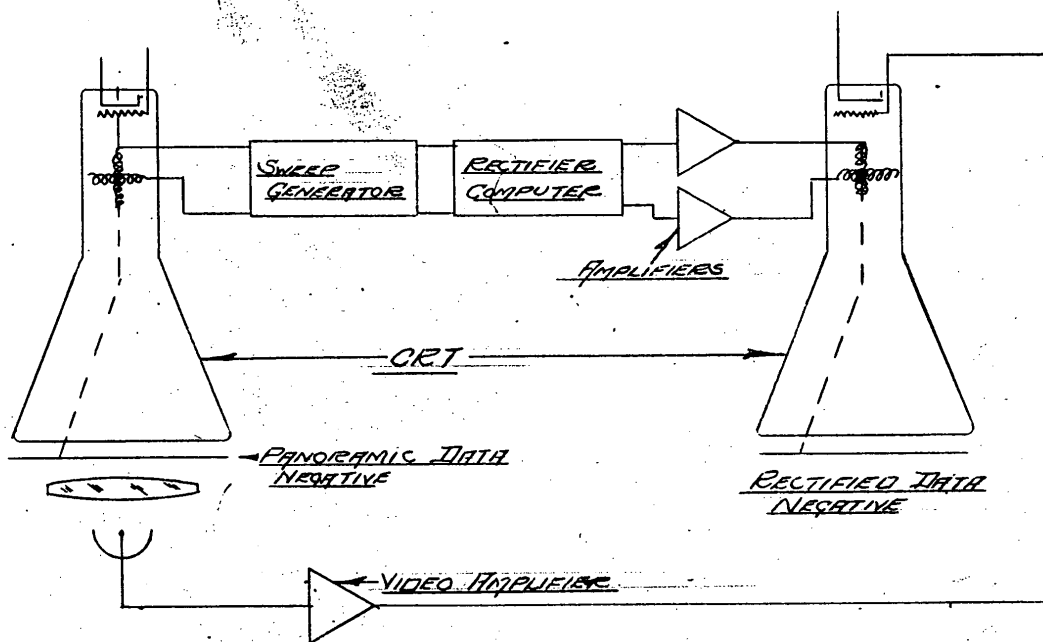 SWEEP
GENERATOR
RECTIFIER
COMPUTER
AMPLIFIERS
CRT
PANORAMIC DATA
NEGATIVE
RECTIFIED DATA
NEGATIVE
VIDEO AMPLIFIER